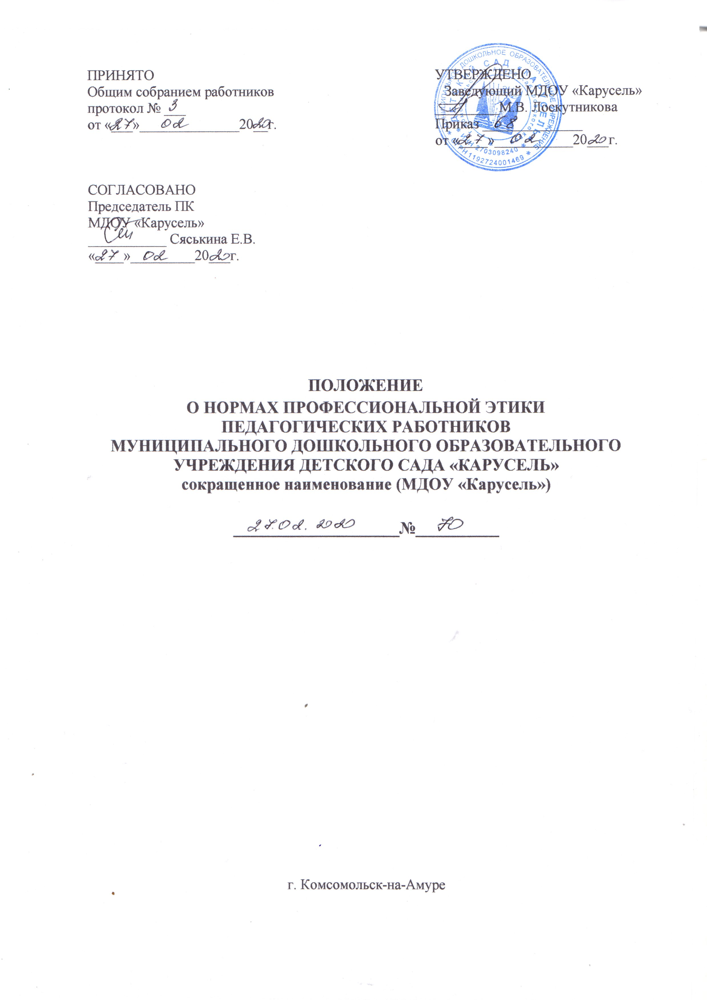 ПРИНЯТО
Общим собранием работников
протокол № 3
от «27» 02 2020г.
УТВЕРЖДЕНО
Заведующий МДОУ «Карусель»
М.В. Лоскутникова
Приказ 68
от «27» 02 2020г.
МУНИЦИПАЛЬНОЕ ДОШКОЛЬНОЕ ОБРАЗОВАТЕЛЬНОЕ УЧРЕЖДЕНИЕ
* ОГРН 1192724001469 *
ДЕТСКИЙ САД «КАРУСЕЛЬ»
* ИНН 2703098240 *
СОГЛАСОВАНО
Председатель ПК
МДОУ «Карусель»
Сяськина Е.В.
«27» 02 2020г.
ПОЛОЖЕНИЕ
О НОРМАХ ПРОФЕССИОНАЛЬНОЙ ЭТИКИ
ПЕДАГОГИЧЕСКИХ РАБОТНИКОВ
МУНИЦИПАЛЬНОГО ДОШКОЛЬНОГО ОБРАЗОВАТЕЛЬНОГО
УЧРЕЖДЕНИЯ ДЕТСКОГО САДА «КАРУСЕЛЬ»
сокращенное наименование (МДОУ «Карусель»)
27.02.2020 № 70
г. Комсомольск-на-Амуре